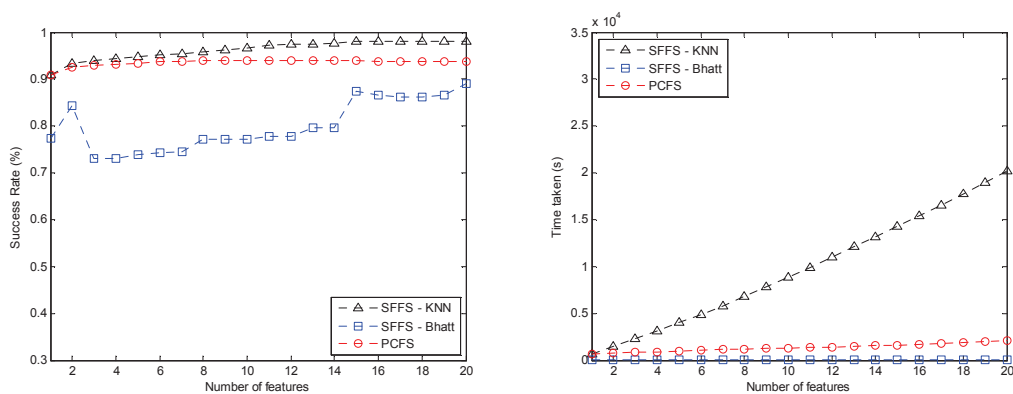 1
0.9
0.8
0.7
0.6
0.5
0.4
0.3
Success Rate (%)
2 4 6 8 10 12 14 16 18 20
Number of features
SFFS - KNN
SFFS - Bhatt
PCFS
x 10^4
3.5
3
2.5
2
1.5
1
0.5
0
Time taken (s)
2 4 6 8 10 12 14 16 18 20
Number of features
SFFS - KNN
SFFS - Bhatt
PCFS